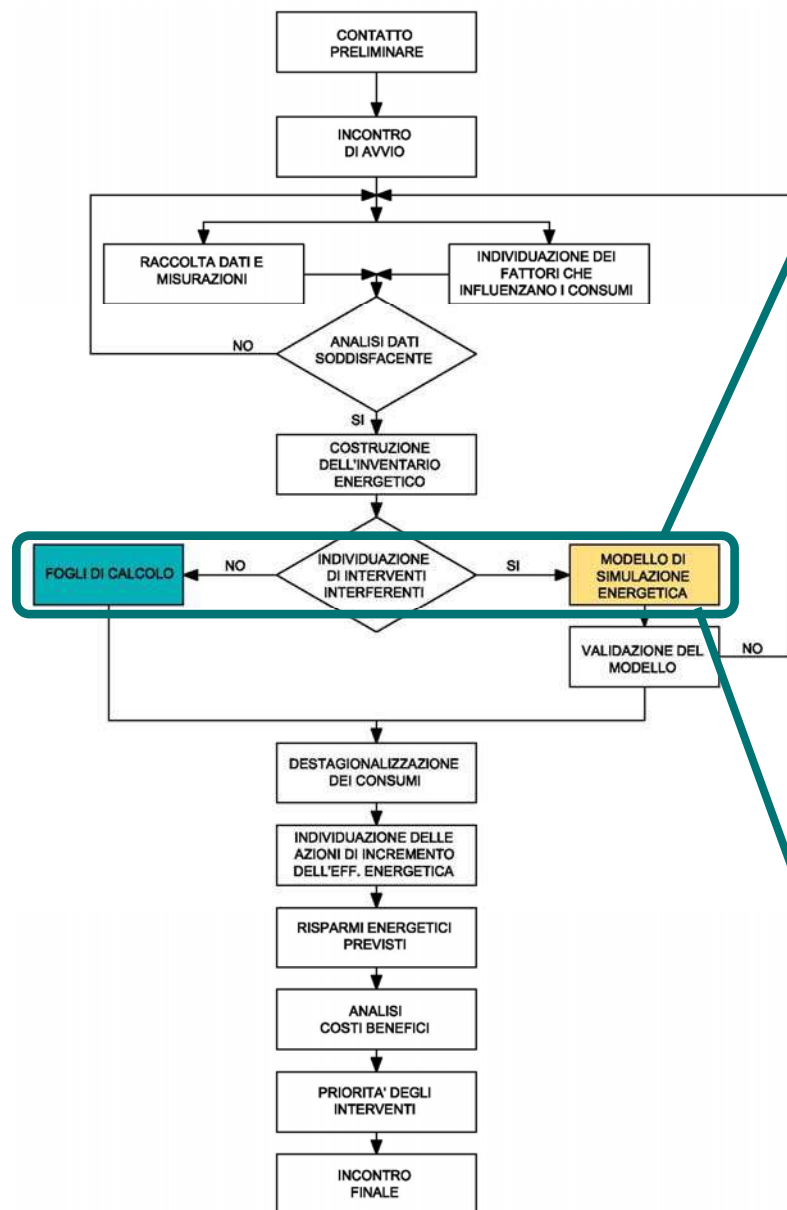 CONTATTO
PRELIMINARE
INCONTRO
DI AVVIO
RACCOLTA DATI E
MISURAZIONI
INDIVIDUAZIONE DEI
FATTORI CHE
INFLUENZANO I CONSUMI
ANALISI DATI
SODDISFACENTE
NO
SI
COSTRUZIONE
DELL'INVENTARIO
ENERGETICO
FOGLI DI CALCOLO
NO
INDIVIDUAZIONE
DI INTERVENTI
INTERFERENTI
SI
MODELLO DI
SIMULAZIONE
ENERGETICA
VALIDAZIONE DEL
MODELLO
NO
DESTAGIONALIZZAZIONE
DEI CONSUMI
INDIVIDUAZIONE DELLE
AZIONI DI INCREMENTO
DELL'EFF. ENERGETICA
RISPARMI ENERGETICI
PREVISTI
ANALISI
COSTI BENEFICI
PRIORITA' DEGLI
INTERVENTI
INCONTRO
FINALE